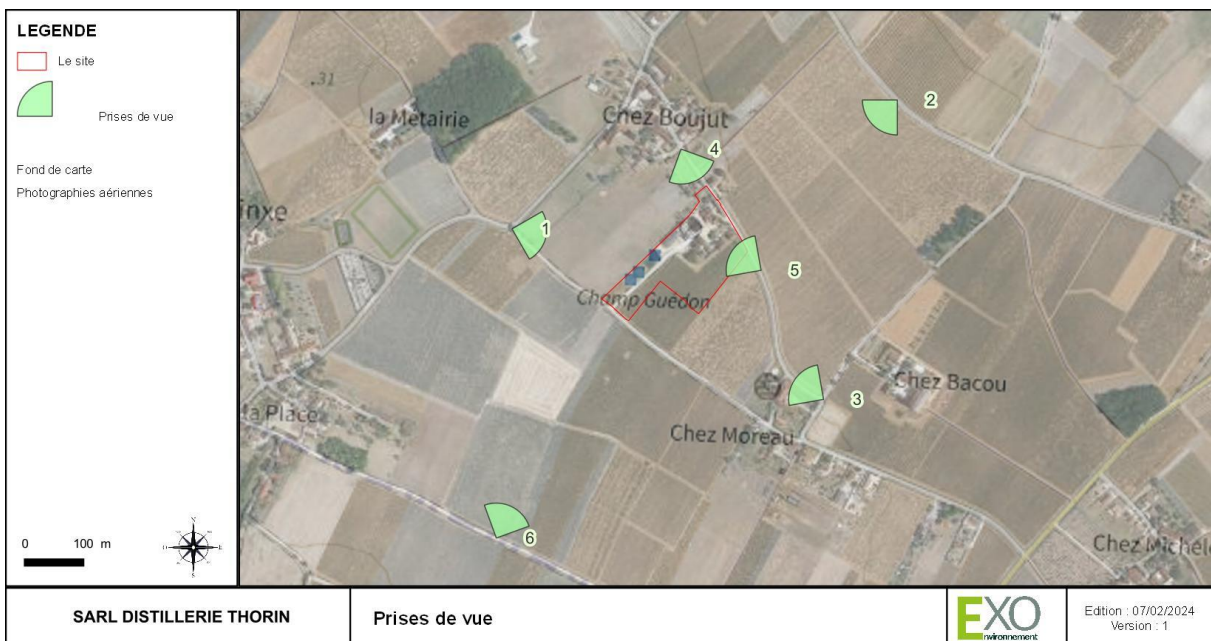 LEGENDE
Le site
Prises de vue
Fond de carte
Photographies aériennes
0 100 m
N
S
.31
la Métairie
Chez Boujut
2
4
1
5
Champ Guédon
Chez Bacou
3
la Place
Chez Moreau
6
SARL DISTILLERIE THORIN
Prises de vue
EXO
nvironnement
Edition : 07/02/2024
Version : 1